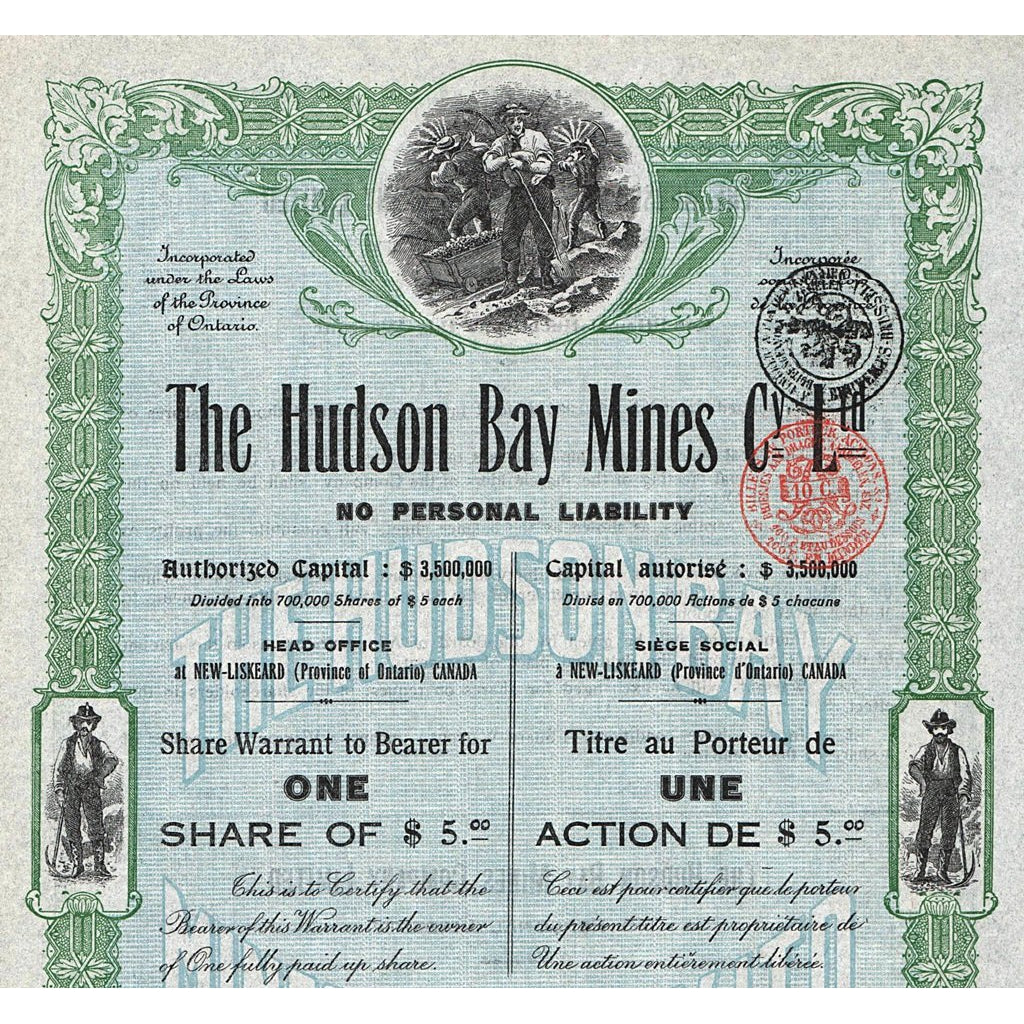 Incorporated
under the Laws
of the Province
of Ontario.
Incorporée
The Hudson Bay Mines Cy Ltd
NO PERSONAL LIABILITY
10 C.
Authorized Capital : $ 3,500,000
Divided into 700,000 Shares of $ 5 each
HEAD OFFICE
at NEW-LISKEARD (Province of Ontario) CANADA
Share Warrant to Bearer for
ONE
SHARE OF $ 5.00
This is to Certify that the
Bearer of this Warrant is the owner
of One fully paid up share.
Capital autorisé : $ 3,500,000
Divisé en 700,000 Actions de $ 5 chacune
SIÈGE SOCIAL
à NEW-LISKEARD (Province d'Ontario) CANADA
Titre au Porteur de
UNE
ACTION DE $ 5.00
Ceci est pour certifier que le porteur
du présent titre est propriétaire de
Une action entièrement libérée.
THE HUDSON BAY